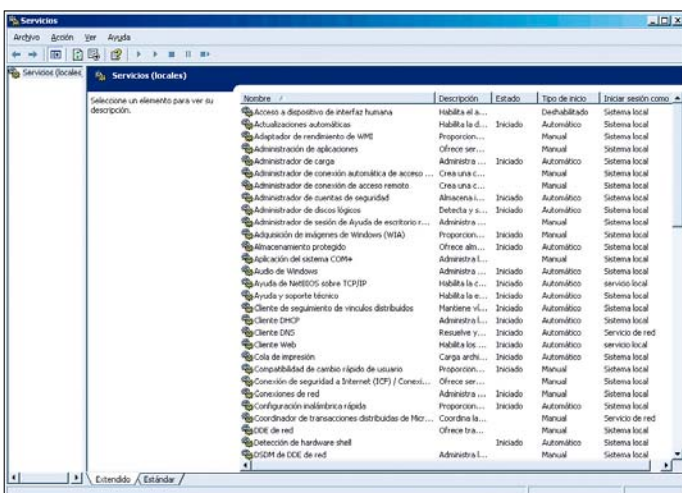 Servicios
Archivo Acción Ver Ayuda
Servicios (locales)
Servicios (locales)
Seleccione un elemento para ver su descripción.
Nombre Descripción Estado Tipo de inicio Iniciar sesión como
Acceso a dispositivo de interfaz humana Habilita el a... Deshabilitado Sistema local
Actualizaciones automáticas Habilita la d... Iniciado Automático Sistema local
Adaptador de rendimiento de WMI Proporcion... Manual Sistema local
Administración de aplicaciones Ofrece ser... Manual Sistema local
Administrador de carga Administra ... Iniciado Automático Sistema local
Administrador de conexión automática de acceso ... Crea una c... Manual Sistema local
Administrador de conexión de acceso remoto Crea una c... Manual Sistema local
Administrador de cuentas de seguridad Almacena i... Iniciado Automático Sistema local
Administrador de discos lógicos Detecta y s... Iniciado Automático Sistema local
Administrador de sesión de Ayuda de escritorio r... Administra ... Manual Sistema local
Adquisición de imágenes de Windows (WIA) Proporcion... Iniciado Manual Sistema local
Almacenamiento protegido Ofrece alm... Iniciado Automático Sistema local
Aplicación del sistema COM+ Administra l... Manual Sistema local
Audio de Windows Administra ... Iniciado Automático Sistema local
Ayuda de NetBIOS sobre TCP/IP Habilita la c... Iniciado Automático servicio local
Ayuda y soporte técnico Habilita la e... Iniciado Automático Sistema local
Cliente de seguimiento de vínculos distribuidos Mantiene ví... Iniciado Automático Sistema local
Cliente DHCP Administra l... Iniciado Automático Sistema local
Cliente DNS Resuelve y... Iniciado Automático Servicio de red
Cliente Web Habilita los ... Iniciado Automático servicio local
Cola de impresión Carga archi... Iniciado Automático Sistema local
Compatibilidad de cambio rápido de usuario Proporcion... Iniciado Manual Sistema local
Conexión de seguridad a Internet (ICF) / Conexi... Ofrece ser... Manual Sistema local
Conexiones de red Administra ... Iniciado Manual Sistema local
Configuración inalámbrica rápida Proporcion... Iniciado Automático Sistema local
Coordinador de transacciones distribuidas de Micr... Coordina la... Manual Servicio de red
DDE de red Ofrece tra... Manual Sistema local
Detección de hardware shell Iniciado Automático Sistema local
DSDM de DDE de red Administra l... Manual Sistema local
Extendido Estándar